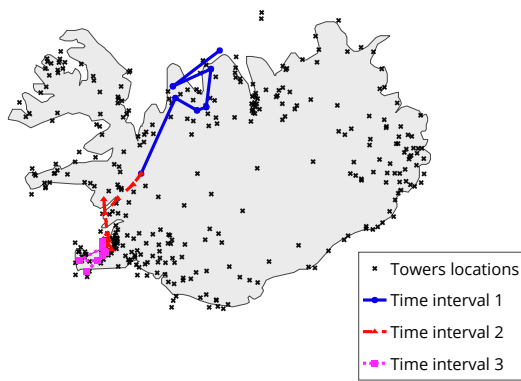 Towers locations
Time interval 1
Time interval 2
Time interval 3